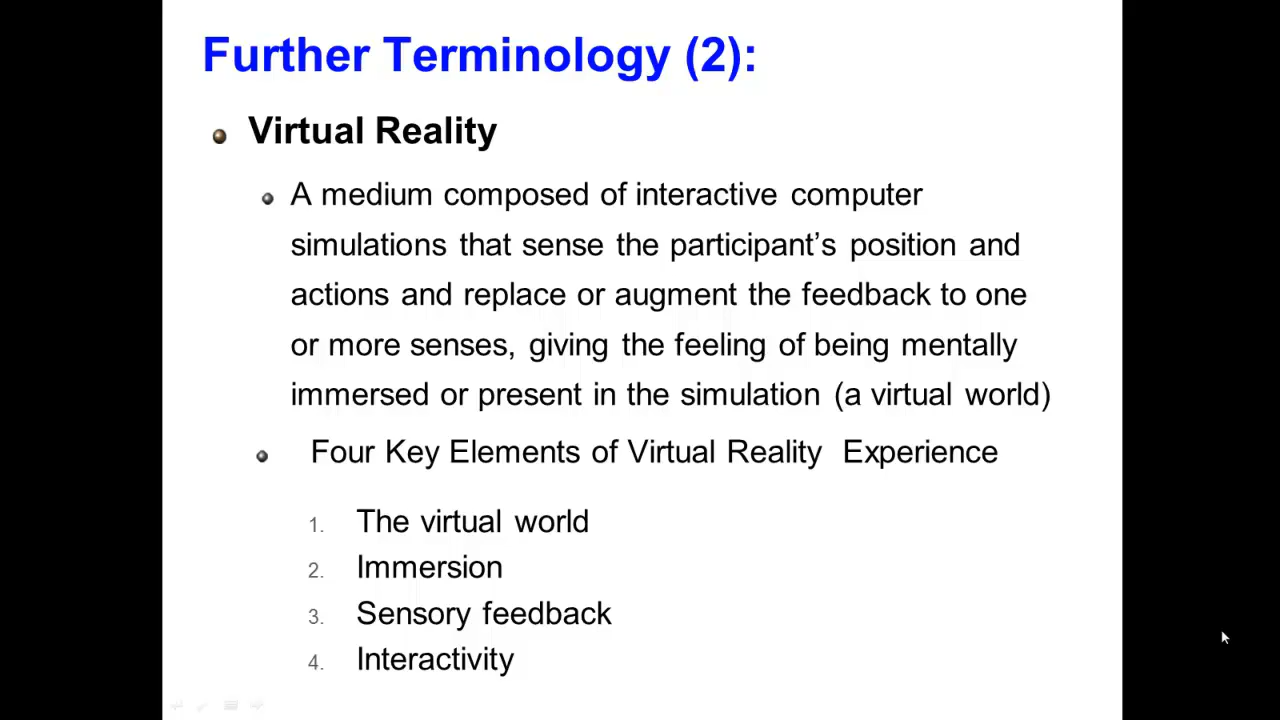 Further Terminology (2):
Virtual Reality
A medium composed of interactive computer
simulations that sense the participant’s position and
actions and replace or augment the feedback to one
or more senses, giving the feeling of being mentally
immersed or present in the simulation (a virtual world)
Four Key Elements of Virtual Reality  Experience
1. The virtual world
2. Immersion
3. Sensory feedback
4. Interactivity